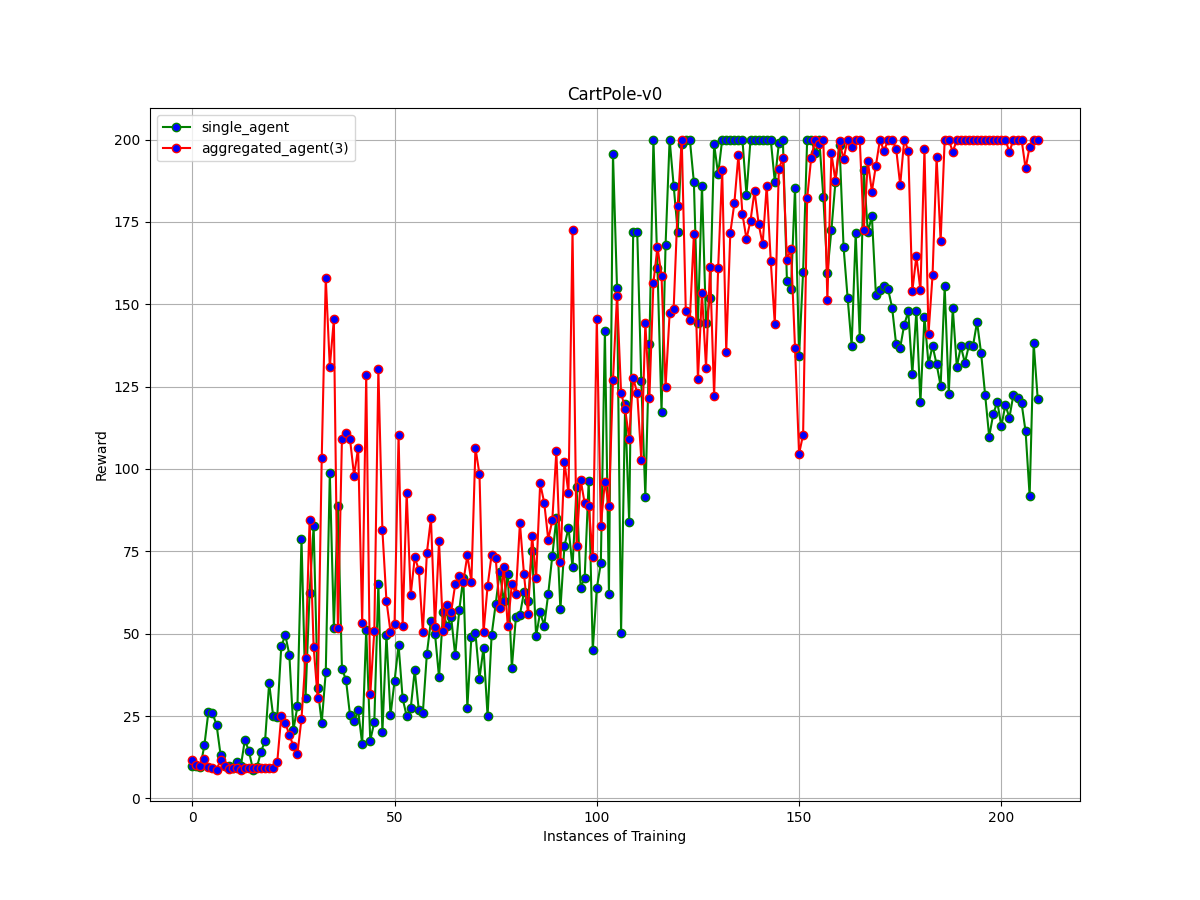 CartPole-v0
single_agent
aggregated_agent(3)
200
175
150
125
100
75
50
25
0
Reward
0 50 100 150 200
Instances of Training